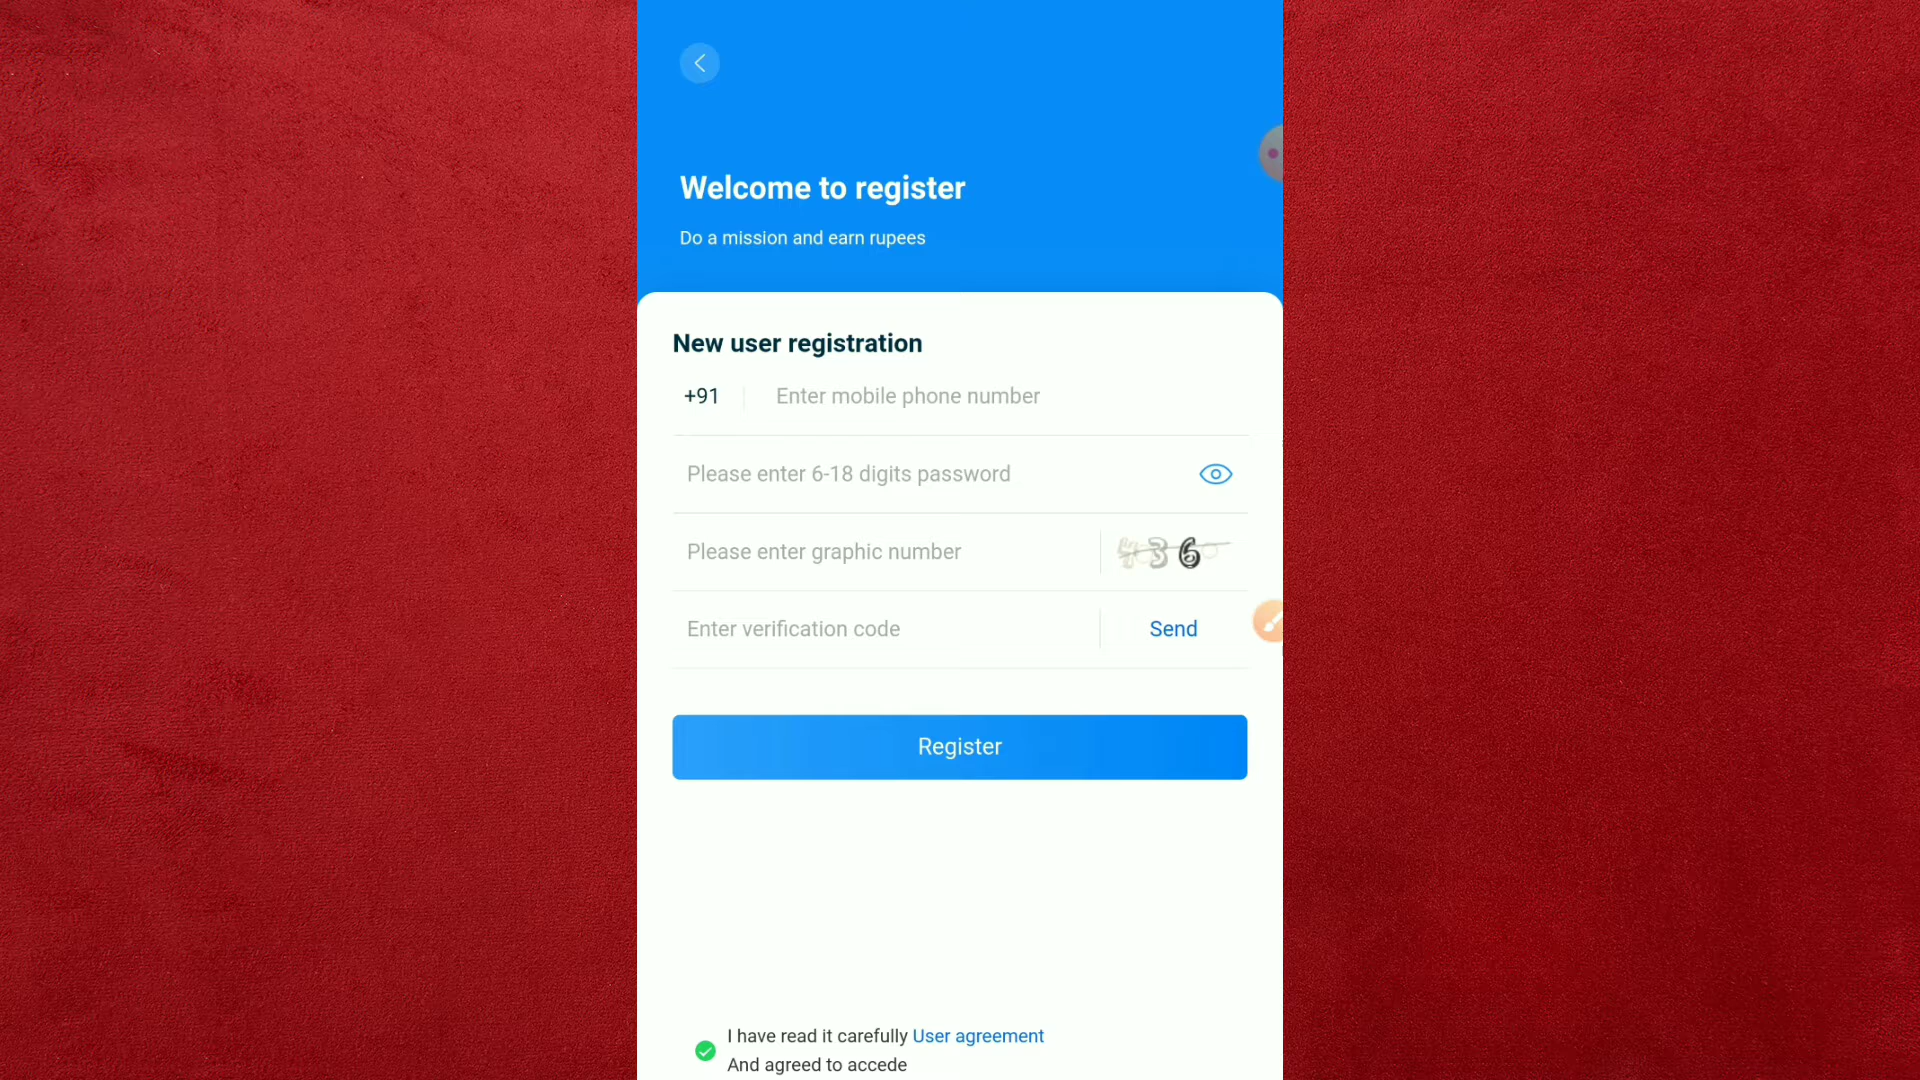 Welcome to register
Do a mission and earn rupees
New user registration
+91 Enter mobile phone number
Please enter 6-18 digits password
Please enter graphic number
Enter verification code Send
Register
I have read it carefully User agreement
And agreed to accede